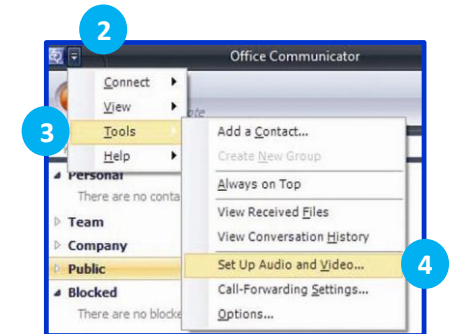 2
Office Communicator
Connect
View
3
Tools
Add a Contact...
Help
Create New Group
Personal
Always on Top
There are no conta
Team
View Received Files
Company
View Conversation History
Public
Set Up Audio and Video...
4
Blocked
Call-Forwarding Settings...
There are no blocke
Options...